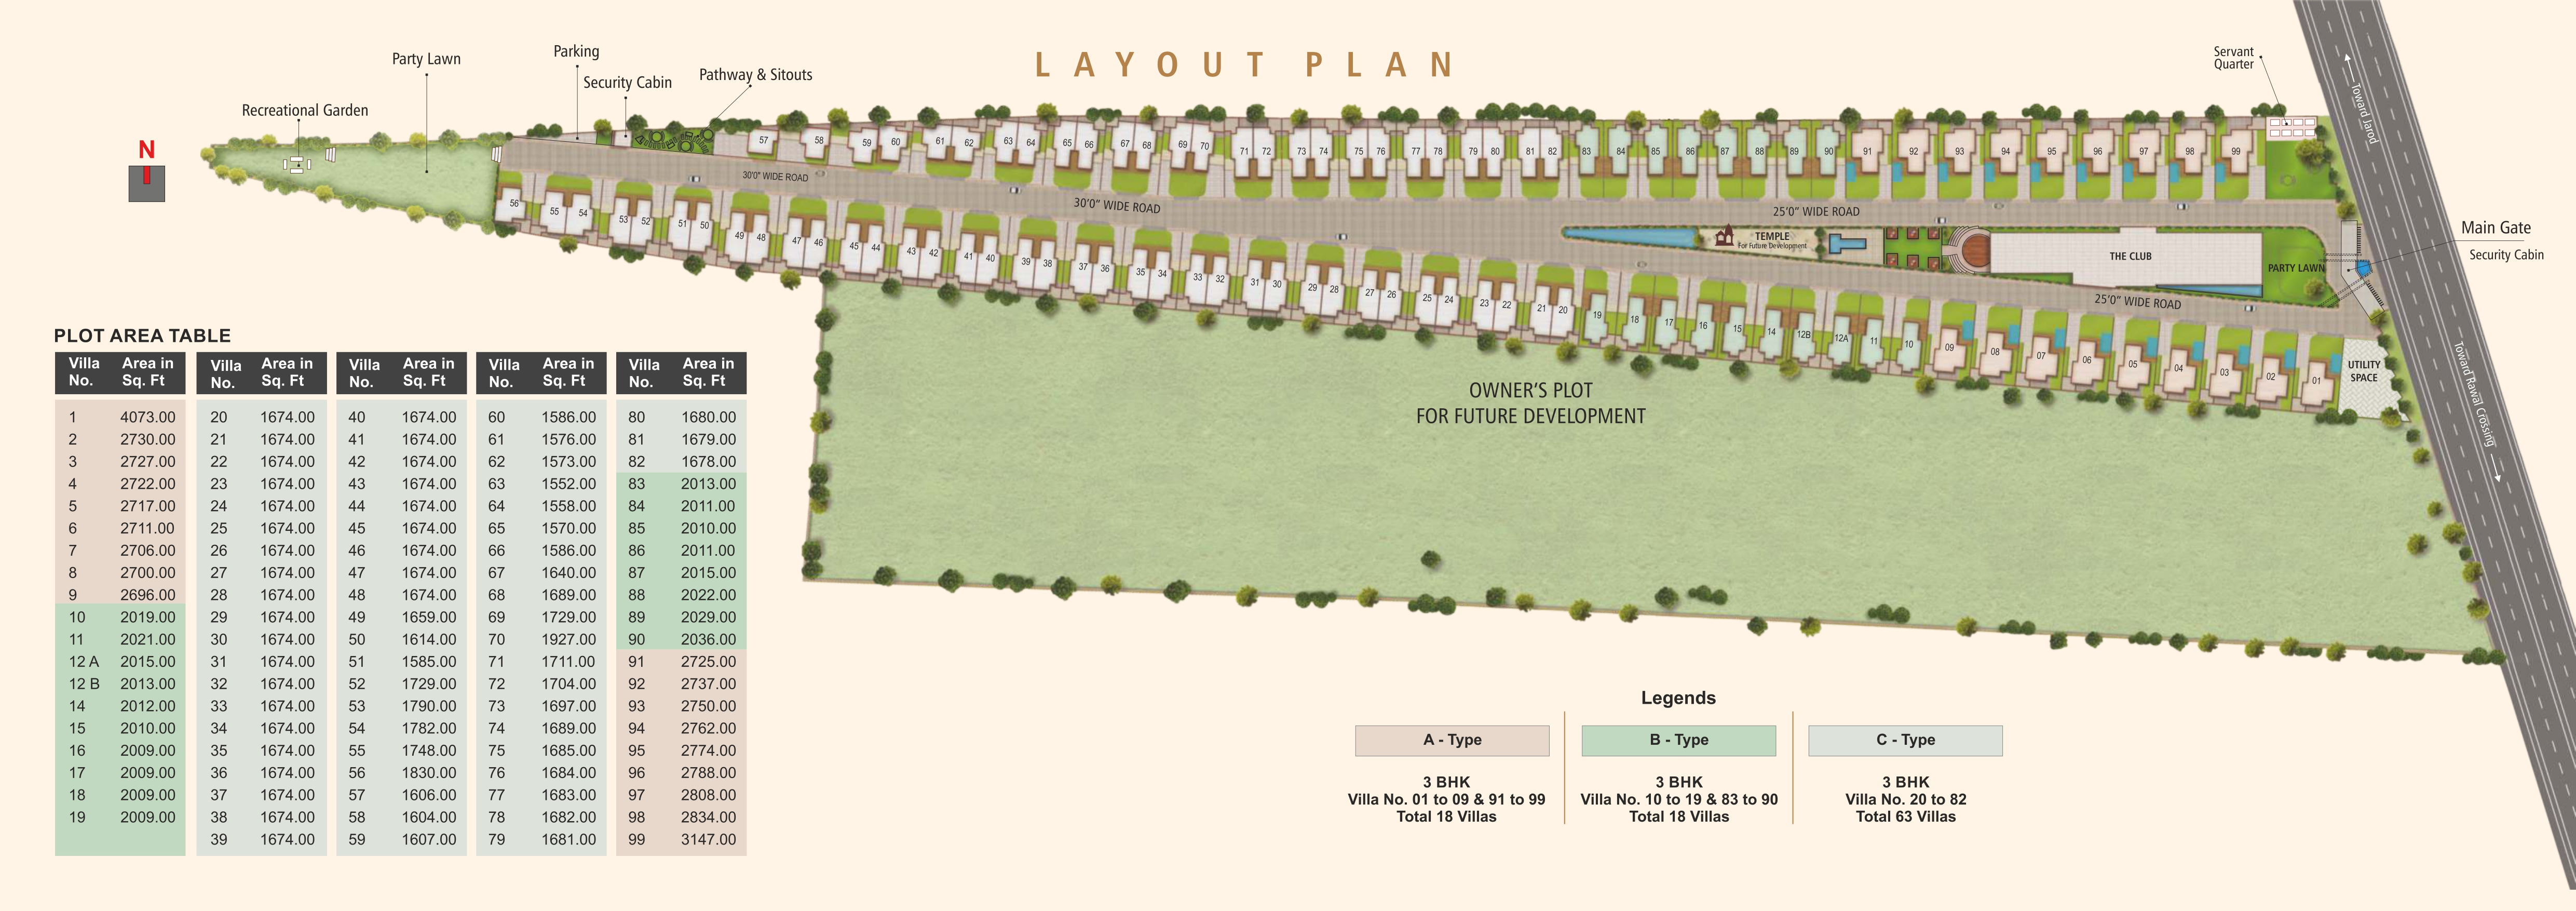 LAYOUT PLAN
Recreational Garden
Party Lawn
Parking
Security Cabin
Pathway & Sitouts
Servant
Quarter
Toward Jarod
N
57 58 59 60 61 62 63 64 65 66 67 68 69 70 71 72 73 74 75 76 77 78 79 80 81 82 83 84 85 86 87 88 89 90 91 92 93 94 95 96 97 98 99
30'0" WIDE ROAD
30'0" WIDE ROAD
25'0" WIDE ROAD
TEMPLE
For Future Development
THE CLUB
PARTY LAWN
Main Gate
Security Cabin
25'0" WIDE ROAD
56 55 54 53 52 51 50 49 48 47 46 45 44 43 42 41 40 39 38 37 36 35 34 33 32 31 30 29 28 27 26 25 24 23 22 21 20 19 18 17 16 15 14 12B 12A 11 10 09 08 07 06 05 04 03 02 01
UTILITY
SPACE
Toward Rawal Crossing
OWNER'S PLOT
FOR FUTURE DEVELOPMENT
PLOT AREA TABLE
Villa No. Area in Sq. Ft Villa No. Area in Sq. Ft Villa No. Area in Sq. Ft Villa No. Area in Sq. Ft Villa No. Area in Sq. Ft
1 4073.00 20 1674.00 40 1674.00 60 1586.00 80 1680.00
2 2730.00 21 1674.00 41 1674.00 61 1576.00 81 1679.00
3 2727.00 22 1674.00 42 1674.00 62 1573.00 82 1678.00
4 2722.00 23 1674.00 43 1674.00 63 1552.00 83 2013.00
5 2717.00 24 1674.00 44 1674.00 64 1558.00 84 2011.00
6 2711.00 25 1674.00 45 1674.00 65 1570.00 85 2010.00
7 2706.00 26 1674.00 46 1674.00 66 1586.00 86 2011.00
8 2700.00 27 1674.00 47 1674.00 67 1640.00 87 2015.00
9 2696.00 28 1674.00 48 1674.00 68 1689.00 88 2022.00
10 2019.00 29 1674.00 49 1659.00 69 1729.00 89 2029.00
11 2021.00 30 1674.00 50 1614.00 70 1927.00 90 2036.00
12 A 2015.00 31 1674.00 51 1585.00 71 1711.00 91 2725.00
12 B 2013.00 32 1674.00 52 1729.00 72 1704.00 92 2737.00
14 2012.00 33 1674.00 53 1790.00 73 1697.00 93 2750.00
15 2010.00 34 1674.00 54 1782.00 74 1689.00 94 2762.00
16 2009.00 35 1674.00 55 1748.00 75 1685.00 95 2774.00
17 2009.00 36 1674.00 56 1830.00 76 1684.00 96 2788.00
18 2009.00 37 1674.00 57 1606.00 77 1683.00 97 2808.00
19 2009.00 38 1674.00 58 1604.00 78 1682.00 98 2834.00
39 1674.00 59 1607.00 79 1681.00 99 3147.00
Legends
A - Type B - Type C - Type
3 BHK 3 BHK 3 BHK
Villa No. 01 to 09 & 91 to 99 Villa No. 10 to 19 & 83 to 90 Villa No. 20 to 82
Total 18 Villas Total 18 Villas Total 63 Villas